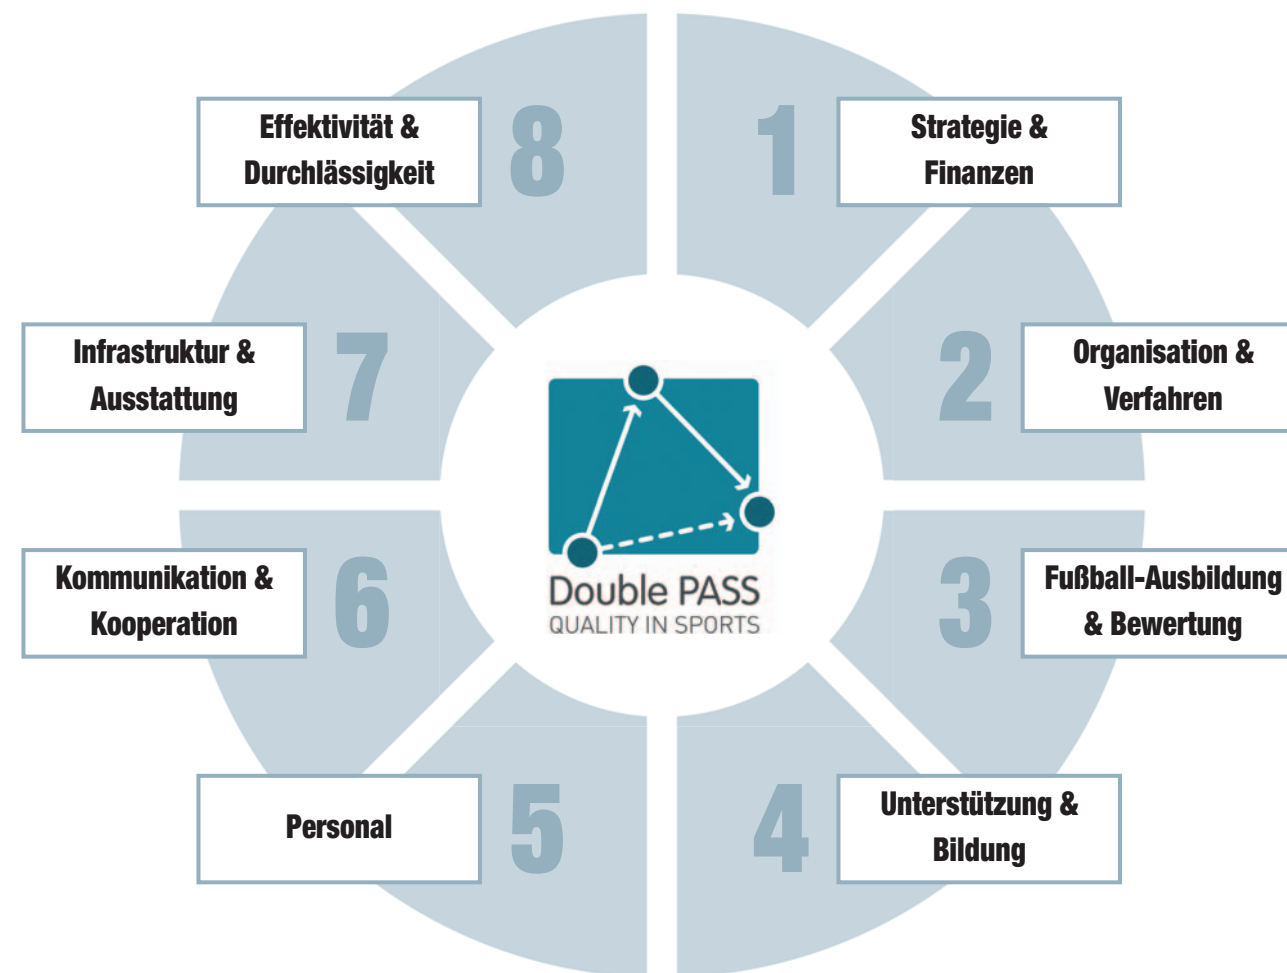 1
Strategie &
Finanzen
2
Organisation &
Verfahren
3
Fußball-Ausbildung
& Bewertung
4
Unterstützung &
Bildung
5
Personal
6
Kommunikation &
Kooperation
7
Infrastruktur &
Ausstattung
8
Effektivität &
Durchlässigkeit
Double PASS
QUALITY IN SPORTS